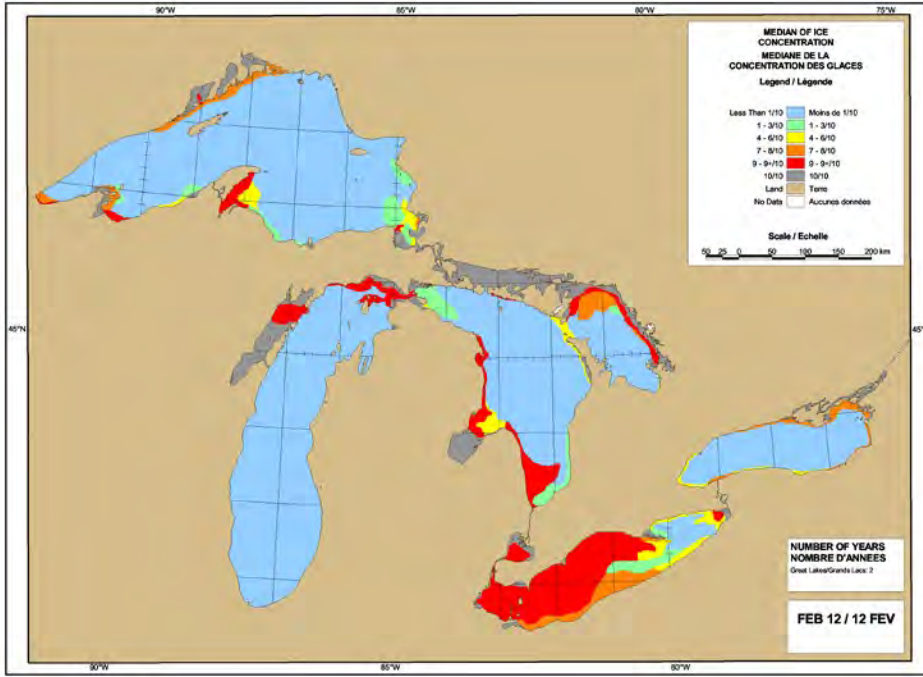 90°W 85°W 80°W 75°W
MEDIAN OF ICE
CONCENTRATION
MEDIANE DE LA
CONCENTRATION DES GLACES
Legend / Légende
Less Than 1/10 Moins de 1/10
1 - 3/10 1 - 3/10
4 - 6/10 4 - 6/10
7 - 8/10 7 - 8/10
9 - 9+/10 9 - 9+/10
10/10 10/10
Land Terre
No Data Aucunes données
Scale / Echelle
50 25 0 50 100 150 200 km
45°N 45°N
NUMBER OF YEARS
NOMBRE D'ANNEES
Great Lakes/Grands Lacs: 2
FEB 12 / 12 FEV
90°W 85°W 80°W